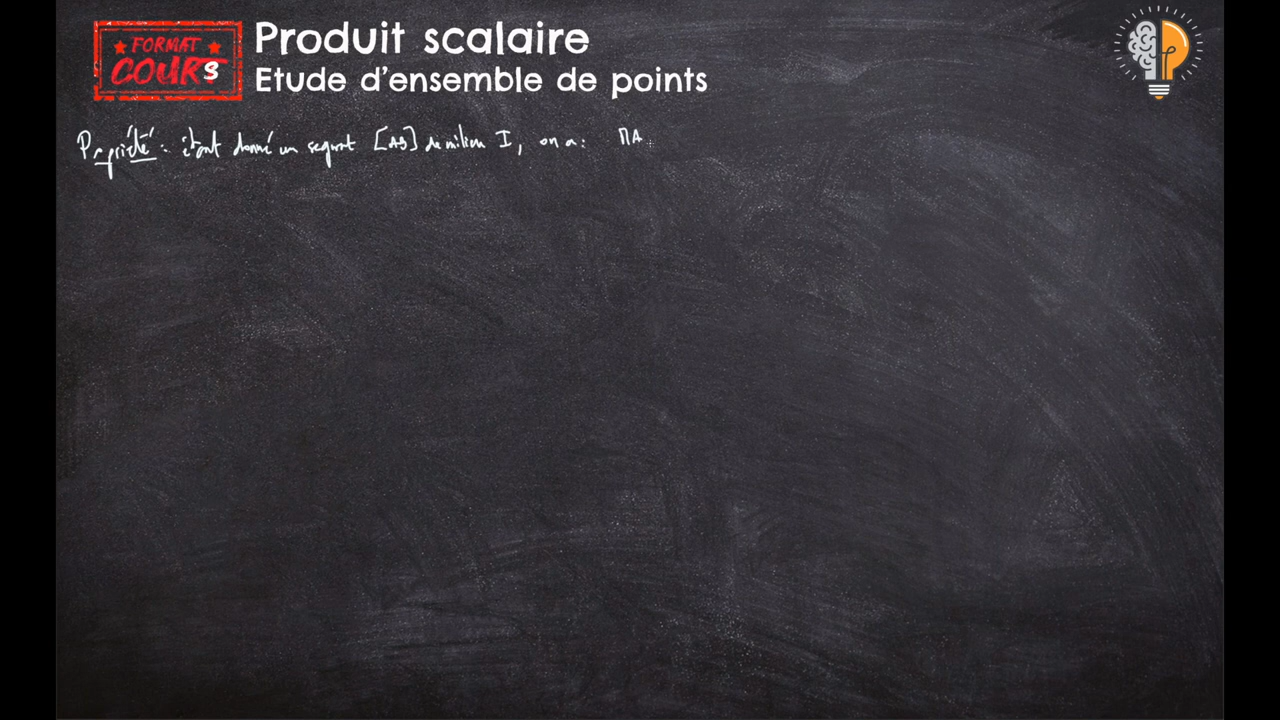 FORMAT
COURS
Produit scalaire
Etude d'ensemble de points
Propriété : étant donné un segment [AB] de milieu I, on a : MA